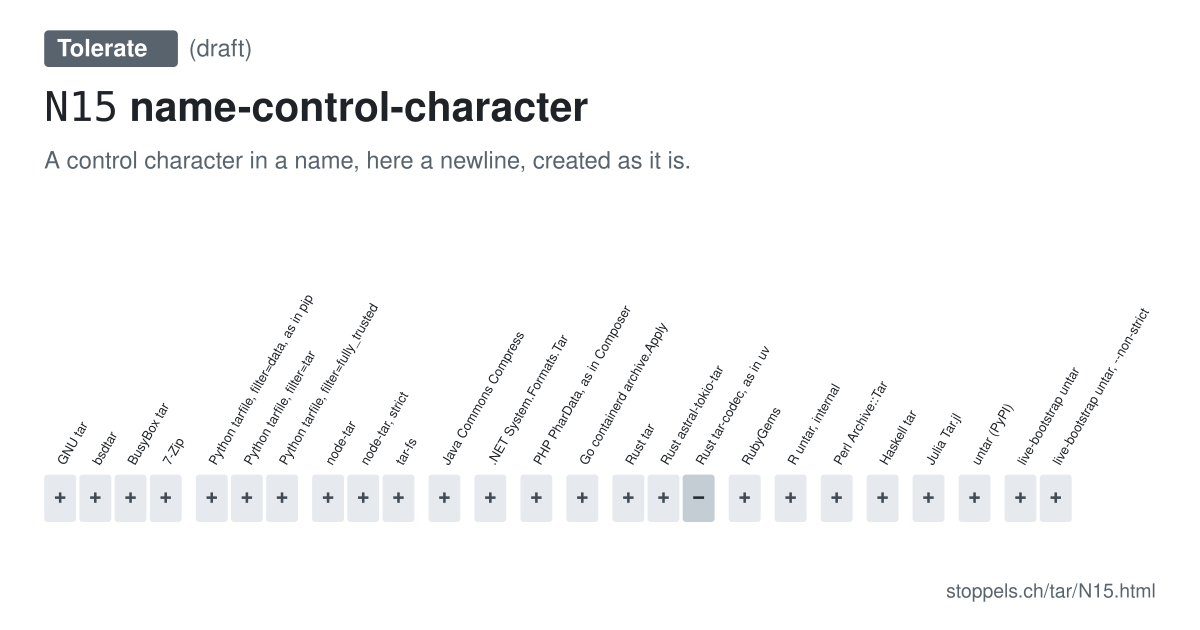 Tolerate (draft)
N15 name-control-character
A control character in a name, here a newline, created as it is.
GNU tar
bsdtar
BusyBox tar
7-Zip
Python tarfile, filter=data, as in pip
Python tarfile, filter=tar
Python tarfile, filter=fully_trusted
node-tar
node-tar, strict
tar-fs
Java Commons Compress
.NET System.Formats.Tar
PHP PharData, as in Composer
Go containerd archive.Apply
Rust tar
Rust astral-tokio-tar
Rust tar-codec, as in uv
RubyGems
R untar, internal
Perl Archive::Tar
Haskell tar
Julia Tar.jl
untar (PyPI)
live-bootstrap untar
live-bootstrap untar, --non-strict
+ + + + + + + + + + + + + + + + − + + + + + + + +
stoppels.ch/tar/N15.html